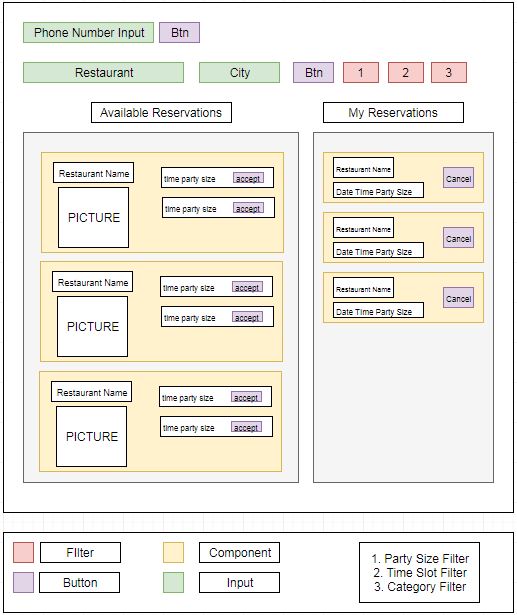 Phone Number Input Btn
Restaurant City Btn 1 2 3
Available Reservations My Reservations
Restaurant Name
PICTURE
time party size accept
time party size accept
Restaurant Name
PICTURE
time party size accept
time party size accept
Restaurant Name
PICTURE
time party size accept
time party size accept
Restaurant Name
Date Time Party Size
Cancel
Restaurant Name
Date Time Party Size
Cancel
Restaurant Name
Date Time Party Size
Cancel
FIlter Component
Button Input
1. Party Size Filter
2. Time Slot Filter
3. Category Filter